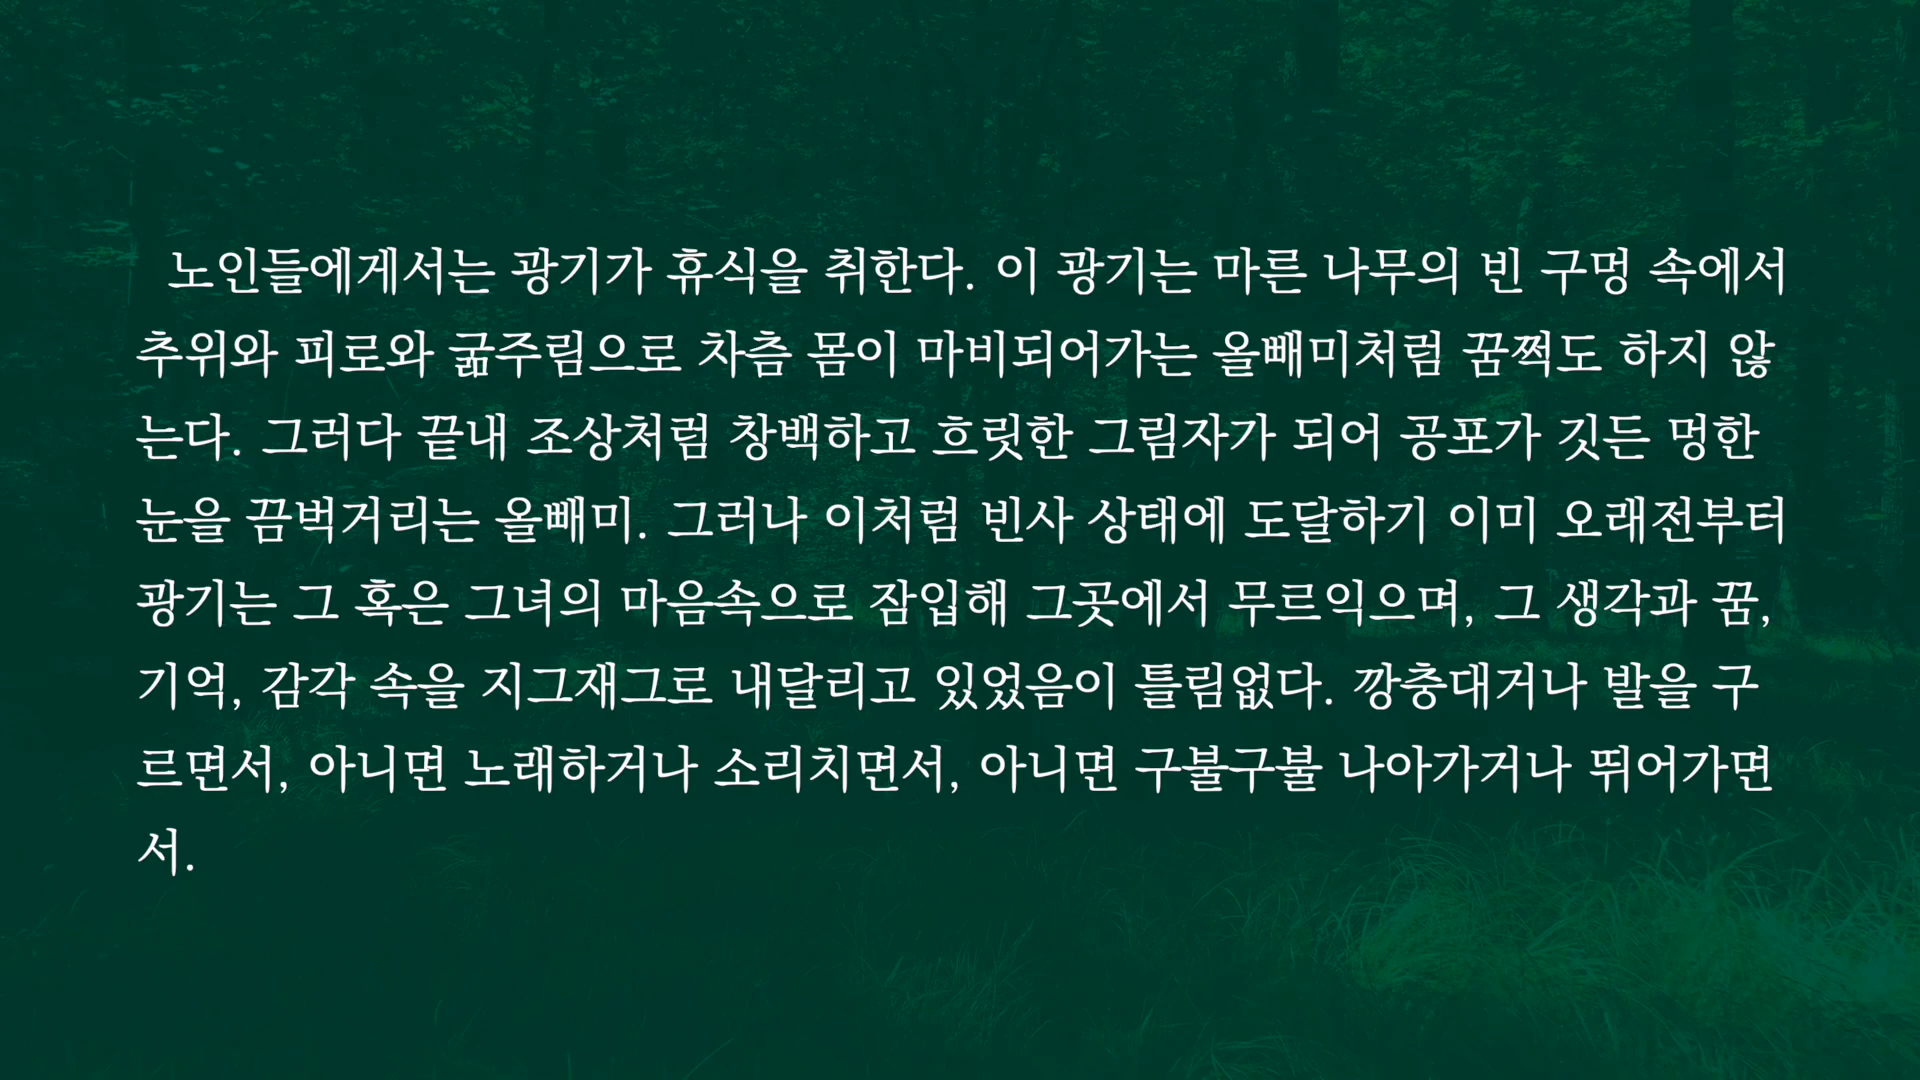 노인들에게서는 광기가 휴식을 취한다. 이 광기는 마른 나무의 빈 구멍 속에서
추위와 피로와 굶주림으로 차츰 몸이 마비되어가는 올빼미처럼 꿈쩍도 하지 않
는다. 그러다 끝내 조상처럼 창백하고 흐릿한 그림자가 되어 공포가 깃든 멍한
눈을 끔벅거리는 올빼미. 그러나 이처럼 빈사 상태에 도달하기 이미 오래전부터
광기는 그 혹은 그녀의 마음속으로 잠입해 그곳에서 무르익으며, 그 생각과 꿈,
기억, 감각 속을 지그재그로 내달리고 있었음이 틀림없다. 깡충대거나 발을 구
르면서, 아니면 노래하거나 소리치면서, 아니면 구불구불 나아가거나 뛰어가면
서.